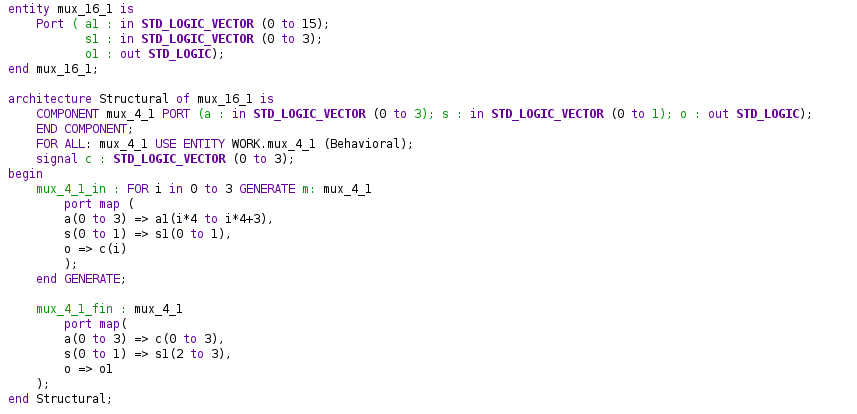 entity mux_16_1 is
    Port ( a1 : in STD_LOGIC_VECTOR (0 to 15);
           s1 : in STD_LOGIC_VECTOR (0 to 3);
           o1 : out STD_LOGIC);
end mux_16_1;

architecture Structural of mux_16_1 is
    COMPONENT mux_4_1 PORT (a : in STD_LOGIC_VECTOR (0 to 3); s : in STD_LOGIC_VECTOR (0 to 1); o : out STD_LOGIC);
    END COMPONENT;
    FOR ALL: mux_4_1 USE ENTITY WORK.mux_4_1 (Behavioral);
    signal c : STD_LOGIC_VECTOR (0 to 3);
begin
    mux_4_1_in : FOR i in 0 to 3 GENERATE m: mux_4_1
        port map (
        a(0 to 3) => a1(i*4 to i*4+3),
        s(0 to 1) => s1(0 to 1),
        o => c(i)
        );
    end GENERATE;

    mux_4_1_fin : mux_4_1
        port map(
        a(0 to 3) => c(0 to 3),
        s(0 to 1) => s1(2 to 3),
        o => o1
    );
end Structural;